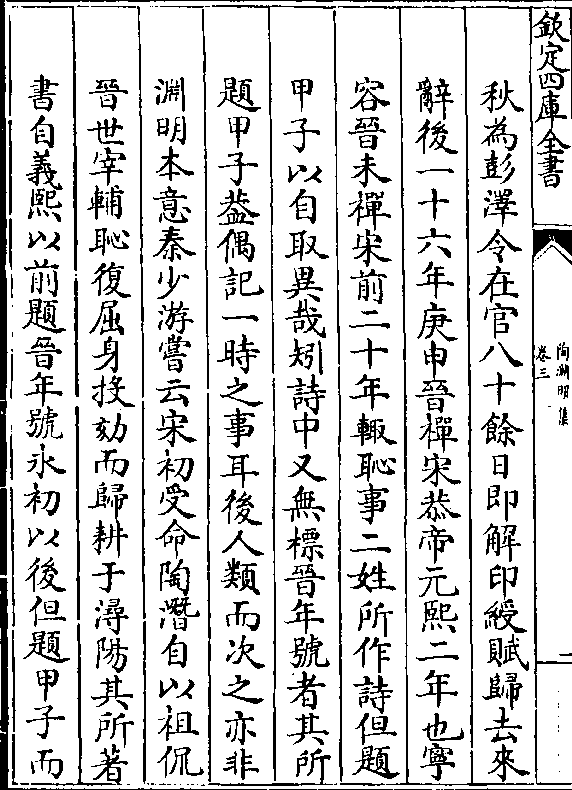 欽定四庫全書
陶淵明集
卷三
二
秋為彭澤令在官八十餘日即解印綬賦歸去來
辭後一十六年庚申晉禪宋恭帝元熙二年也寧
容晉未禪宋前二十年輙恥事二姓所作詩但題
甲子以自取異哉矧詩中又無標晉年號者其所
題甲子葢偶記一時之事耳後人類而次之亦非
淵明本意秦少游嘗云宋初受命陶潛自以祖侃
晉世宰輔恥復屈身投劾而歸耕于潯陽其所著
書自義熙以前題晉年號永初以後但題甲子而